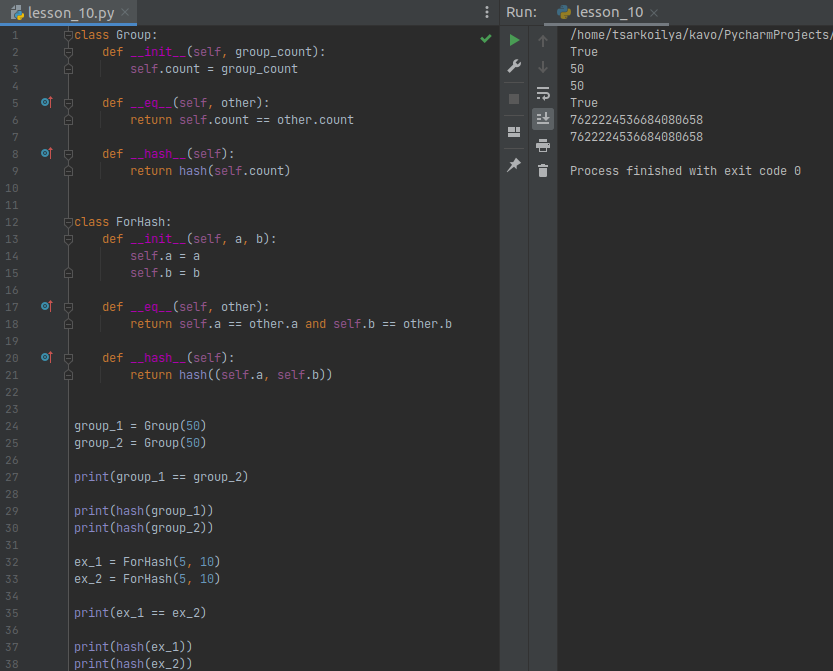 lesson_10.py
1 class Group:
2     def __init__(self, group_count):
3         self.count = group_count
4
5     def __eq__(self, other):
6         return self.count == other.count
7
8     def __hash__(self):
9         return hash(self.count)
10
11
12 class ForHash:
13     def __init__(self, a, b):
14         self.a = a
15         self.b = b
16
17     def __eq__(self, other):
18         return self.a == other.a and self.b == other.b
19
20     def __hash__(self):
21         return hash((self.a, self.b))
22
23
24 group_1 = Group(50)
25 group_2 = Group(50)
26
27 print(group_1 == group_2)
28
29 print(hash(group_1))
30 print(hash(group_2))
31
32 ex_1 = ForHash(5, 10)
33 ex_2 = ForHash(5, 10)
34
35 print(ex_1 == ex_2)
36
37 print(hash(ex_1))
38 print(hash(ex_2))
Run: lesson_10
/home/tsarkoilya/kavo/PycharmProjects/
True
50
50
True
7622224536684080658
7622224536684080658
Process finished with exit code 0